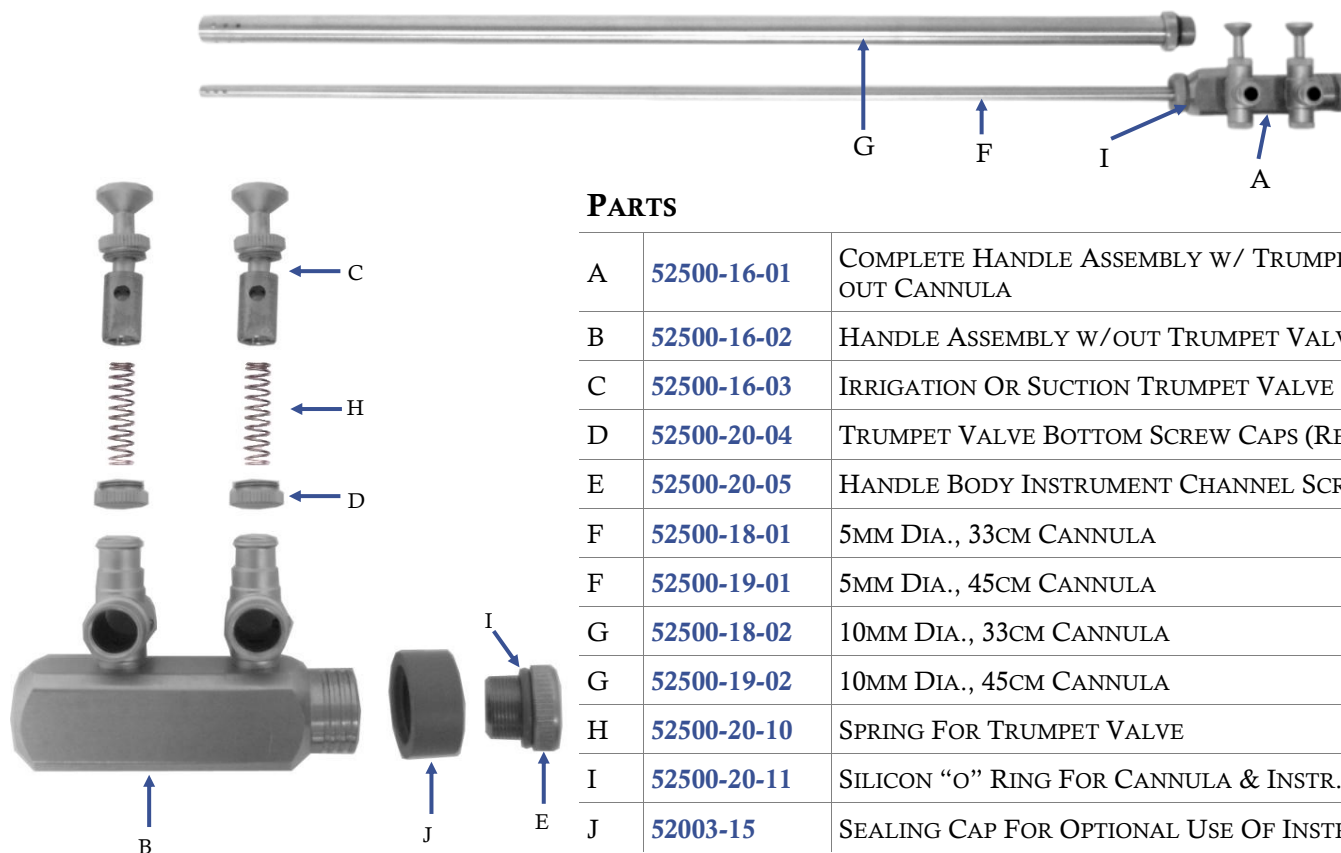 G
F
I
A
C
H
D
I
E
J
B
PARTS
A 52500-16-01 COMPLETE HANDLE ASSEMBLY W/
OUT CANNULA
B 52500-16-02 HANDLE ASSEMBLY W/OUT TRUMPET
C 52500-16-03 IRRIGATION OR SUCTION TRUMPET VALVE
D 52500-20-04 TRUMPET VALVE BOTTOM SCREW CAPS
E 52500-20-05 HANDLE BODY INSTRUMENT CHANNEL
F 52500-18-01 5MM DIA., 33CM CANNULA
F 52500-19-01 5MM DIA., 45CM CANNULA
G 52500-18-02 10MM DIA., 33CM CANNULA
G 52500-19-02 10MM DIA., 45CM CANNULA
H 52500-20-10 SPRING FOR TRUMPET VALVE
I 52500-20-11 SILICON “O” RING FOR CANNULA & INSTR.
J 52003-15 SEALING CAP FOR OPTIONAL USE OF